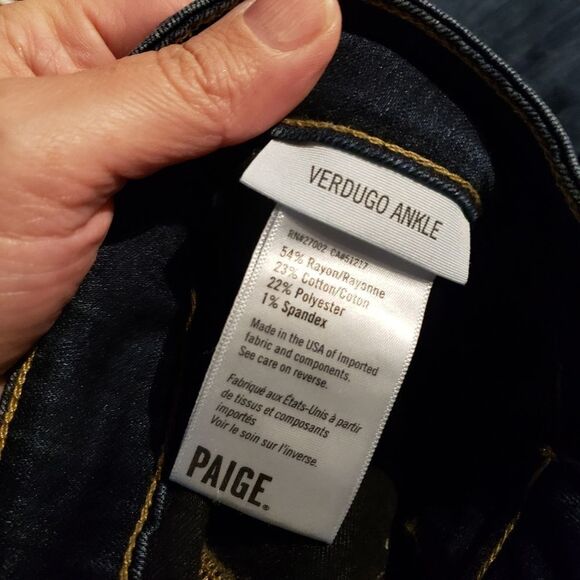 VERDUGO ANKLE
RN#27002 CA#51217
54% Rayon/Rayonne
23% Cotton/Coton
22% Polyester
1% Spandex
Made in the USA of imported
fabric and components.
See care on reverse.
Fabriqué aux États-Unis à partir
de tissus et composants
importés
Voir le soin sur l'inverse.
PAIGE®